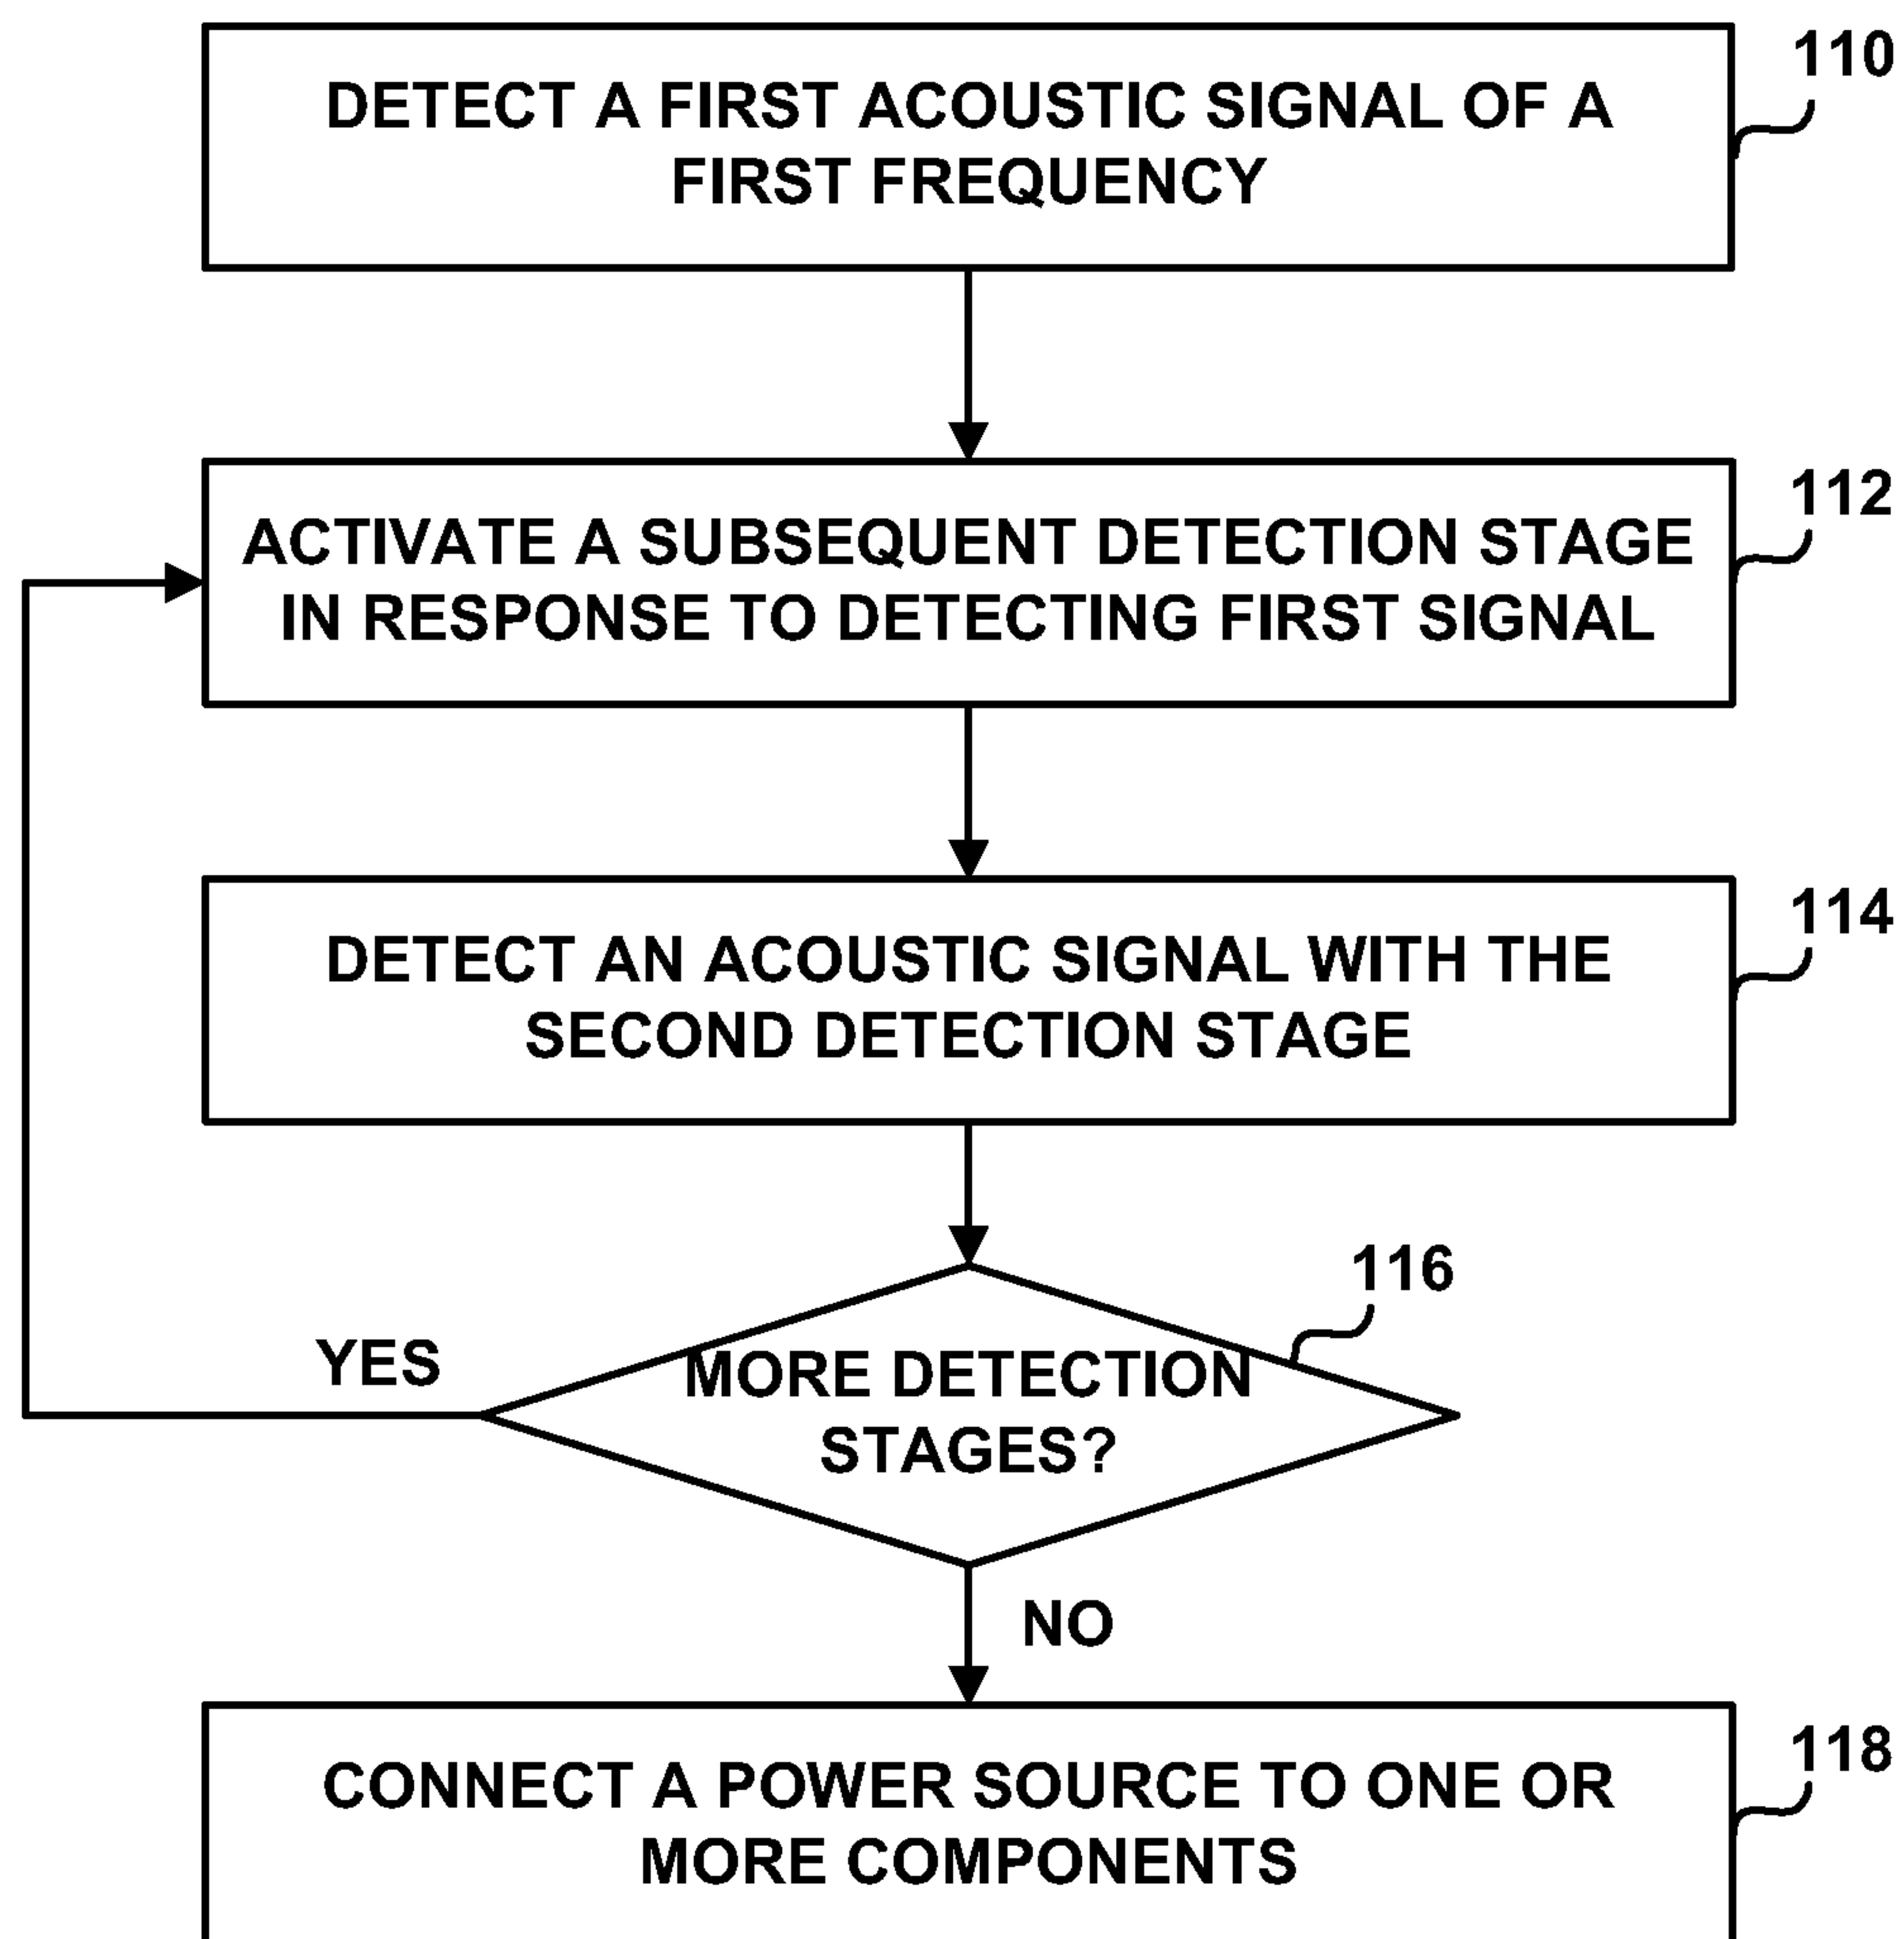 DETECT A FIRST ACOUSTIC SIGNAL OF A
FIRST FREQUENCY
110
ACTIVATE A SUBSEQUENT DETECTION STAGE
IN RESPONSE TO DETECTING FIRST SIGNAL
112
DETECT AN ACOUSTIC SIGNAL WITH THE
SECOND DETECTION STAGE
114
116
YES
MORE DETECTION
STAGES?
NO
CONNECT A POWER SOURCE TO ONE OR
MORE COMPONENTS
118